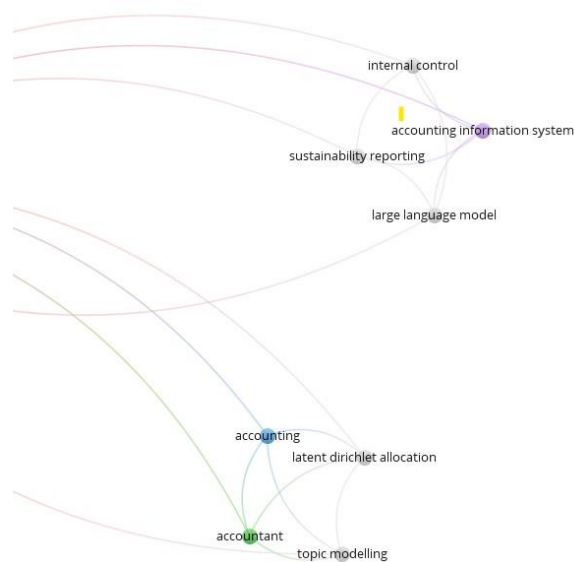 internal control
accounting information system
sustainability reporting
large language model
accounting
latent dirichlet allocation
accountant
topic modelling